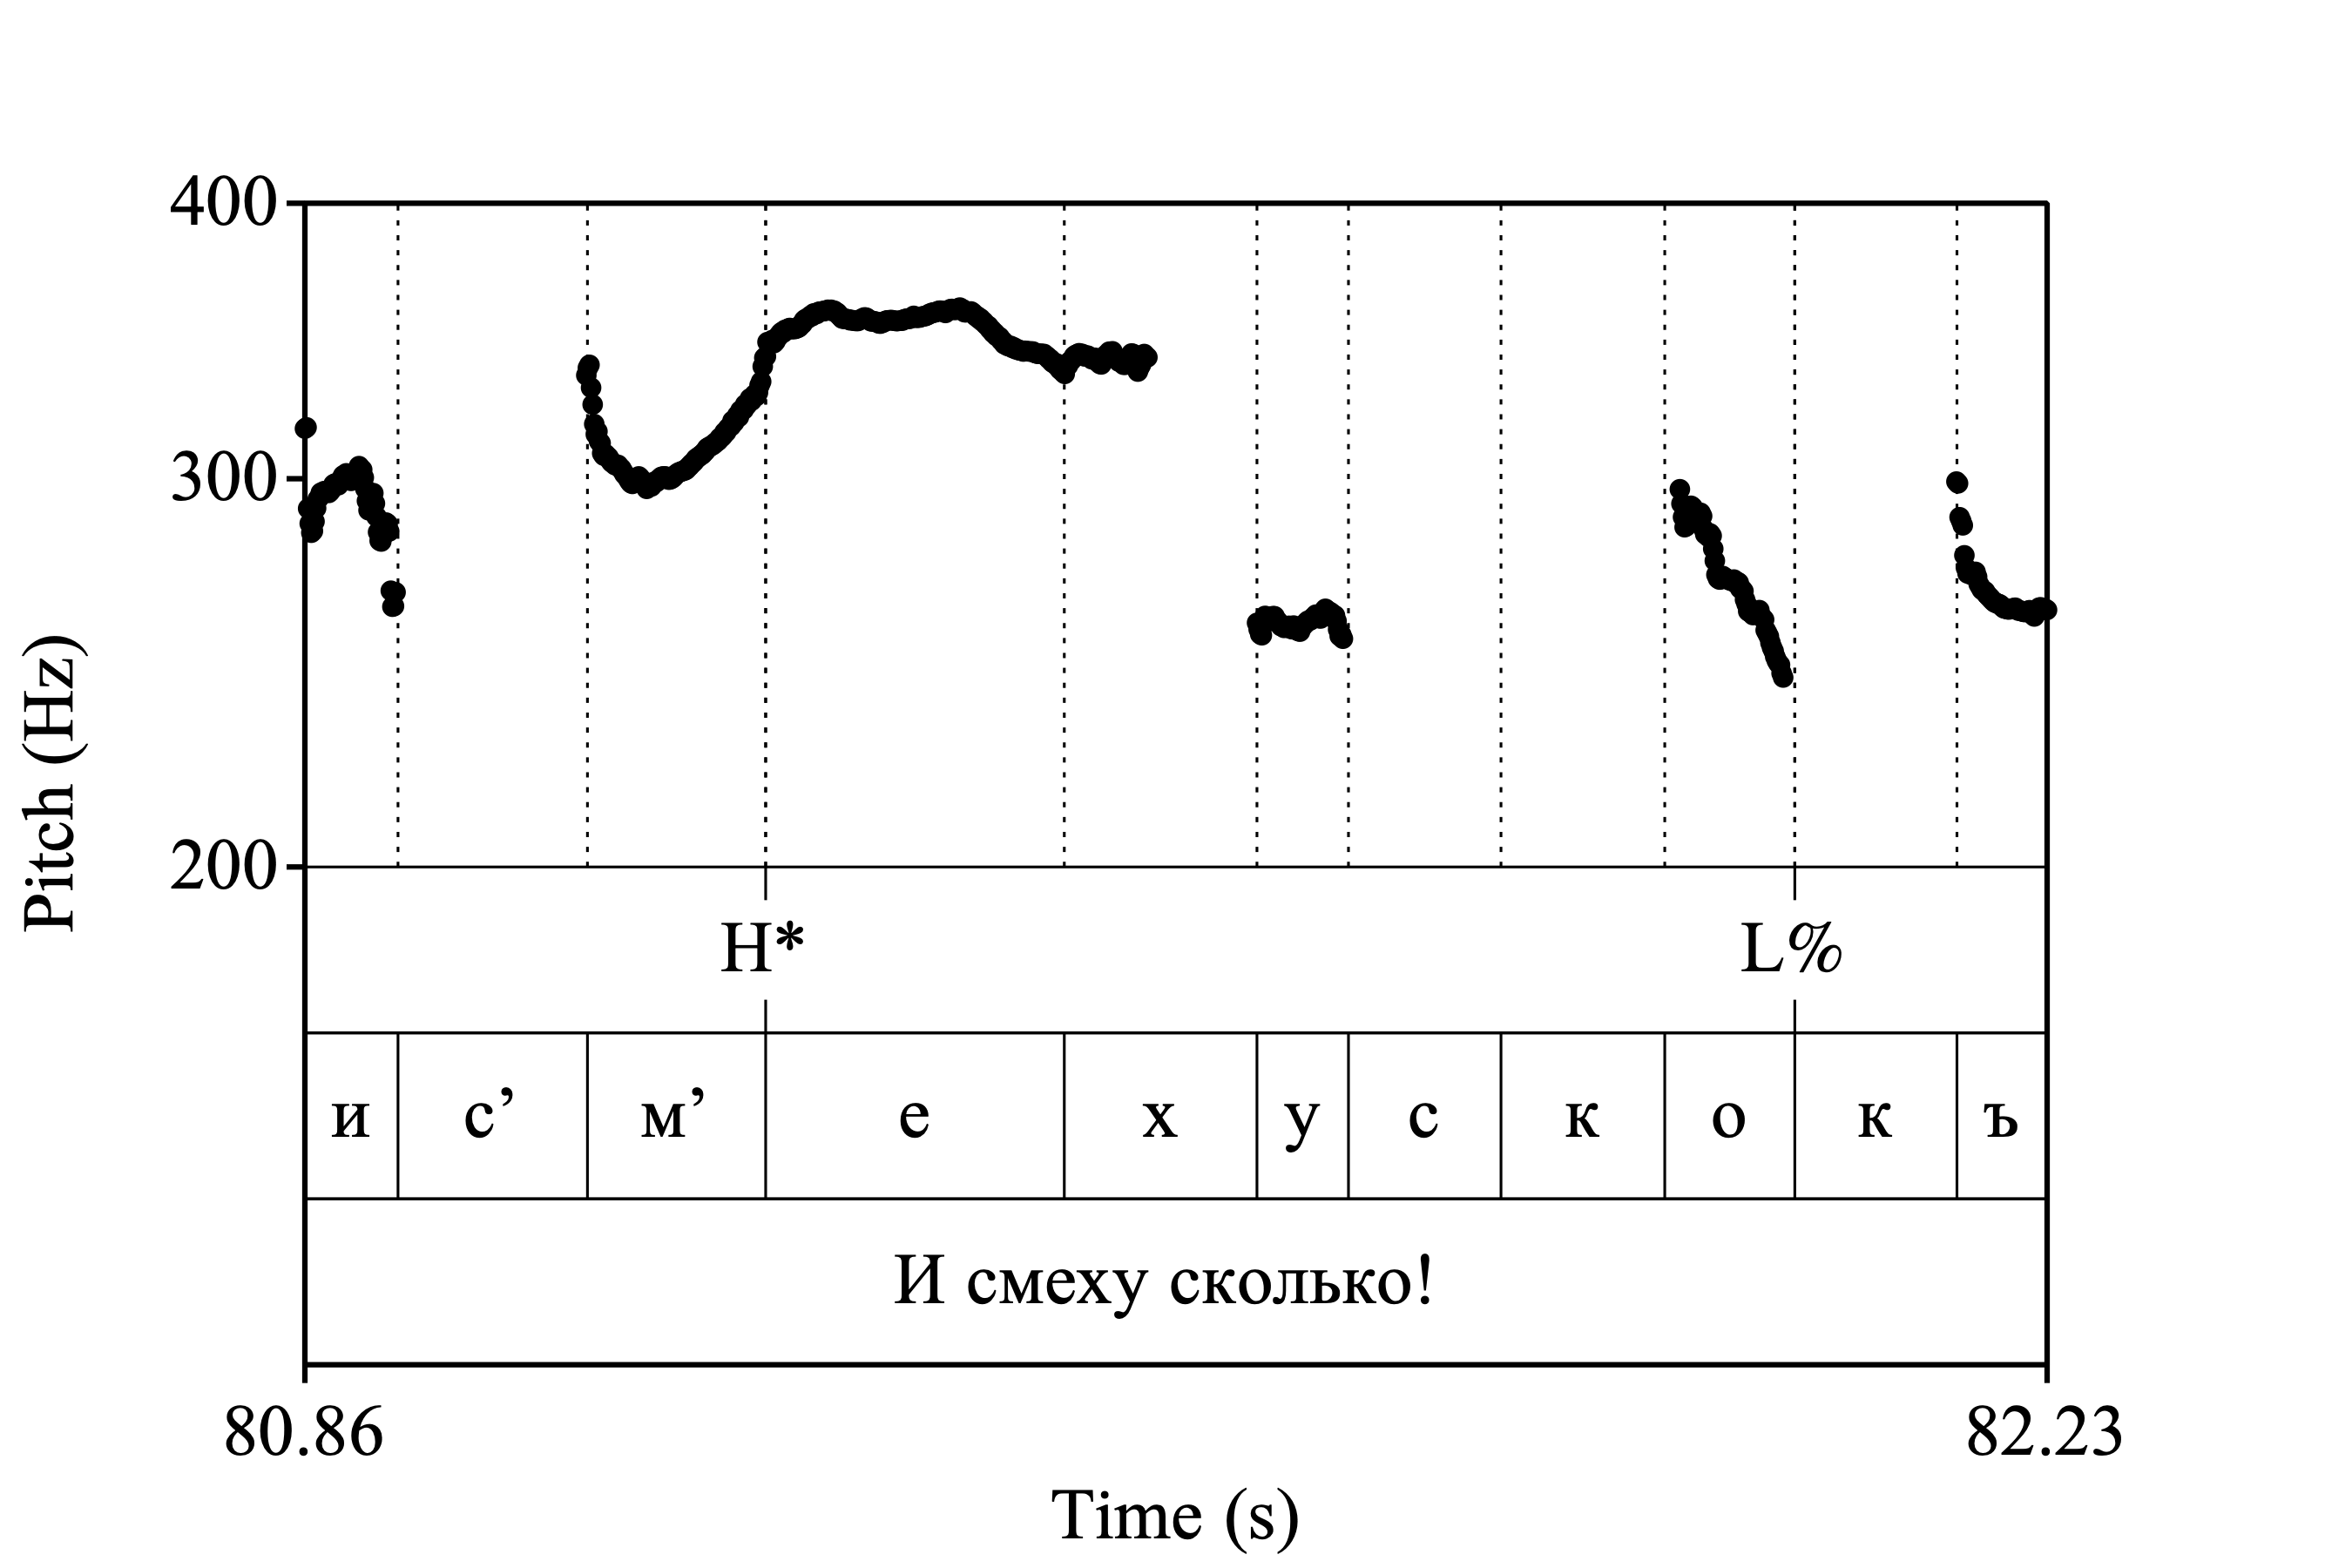 400
300
200
Pitch (Hz)
H* L%
и с’ м’ е х у с к о к ъ
И смеху сколько!
80.86 82.23
Time (s)